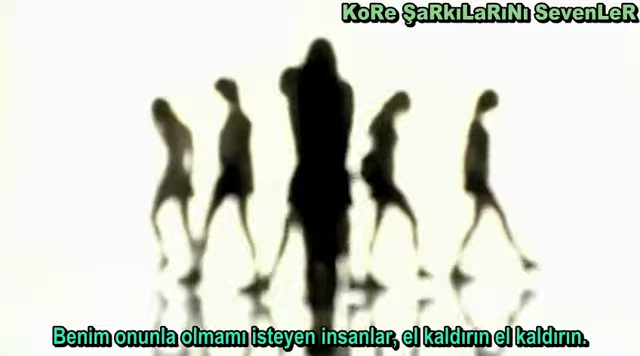 KoRe ŞaRkıLaRıNı SevenLeR
Benim onunla olmamı isteyen insanlar, el kaldırın el kaldırın.